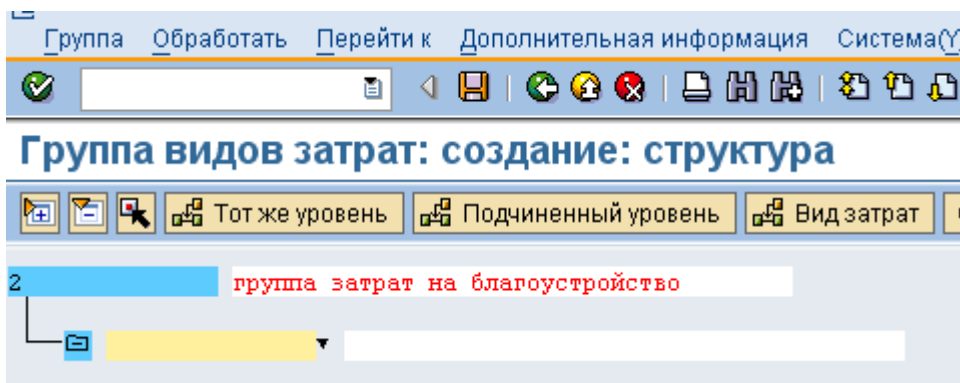 Группа Обработать Перейти к Дополнительная информация Система(Y)
Группа видов затрат: создание: структура
Тот же уровень Подчиненный уровень Вид затрат
2 группа затрат на благоустройство